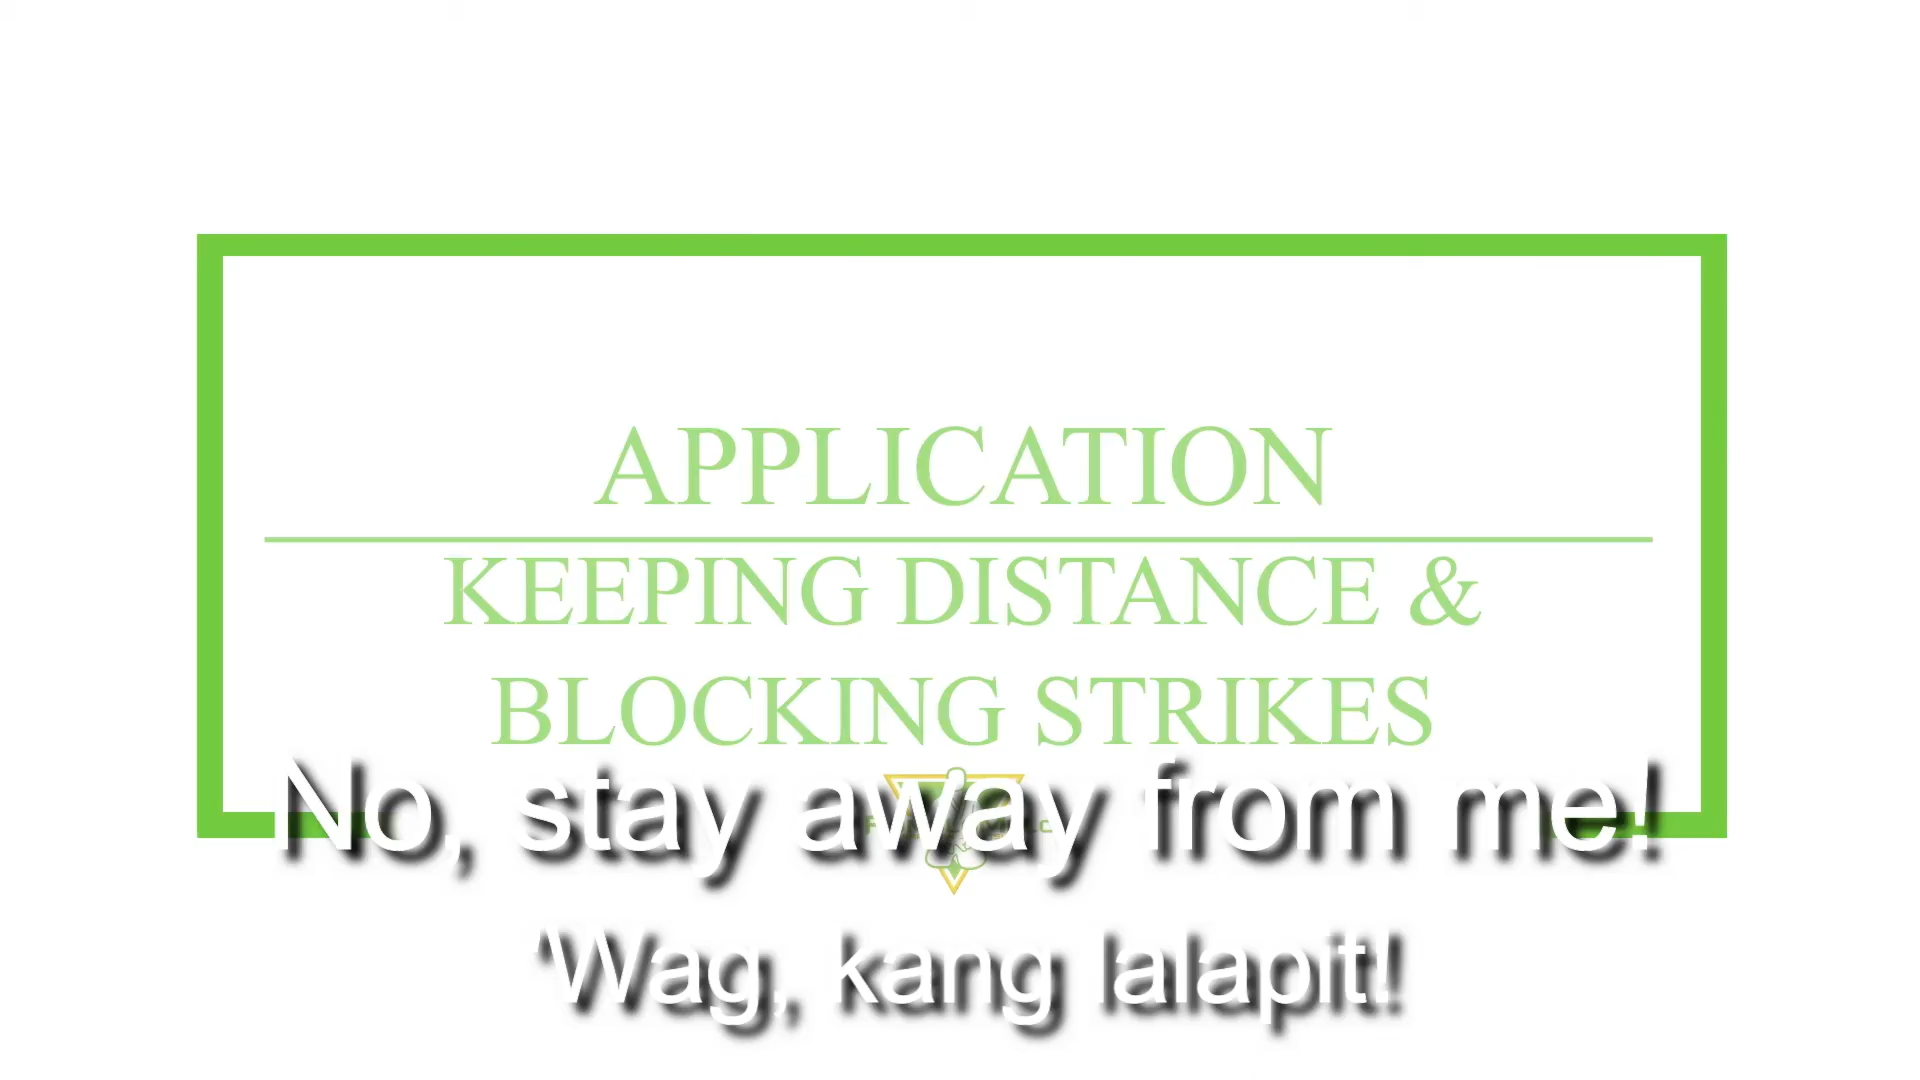 APPLICATION
KEEPING DISTANCE &
BLOCKING STRIKES
No, stay away from me!
'Wag, kang lalapit!